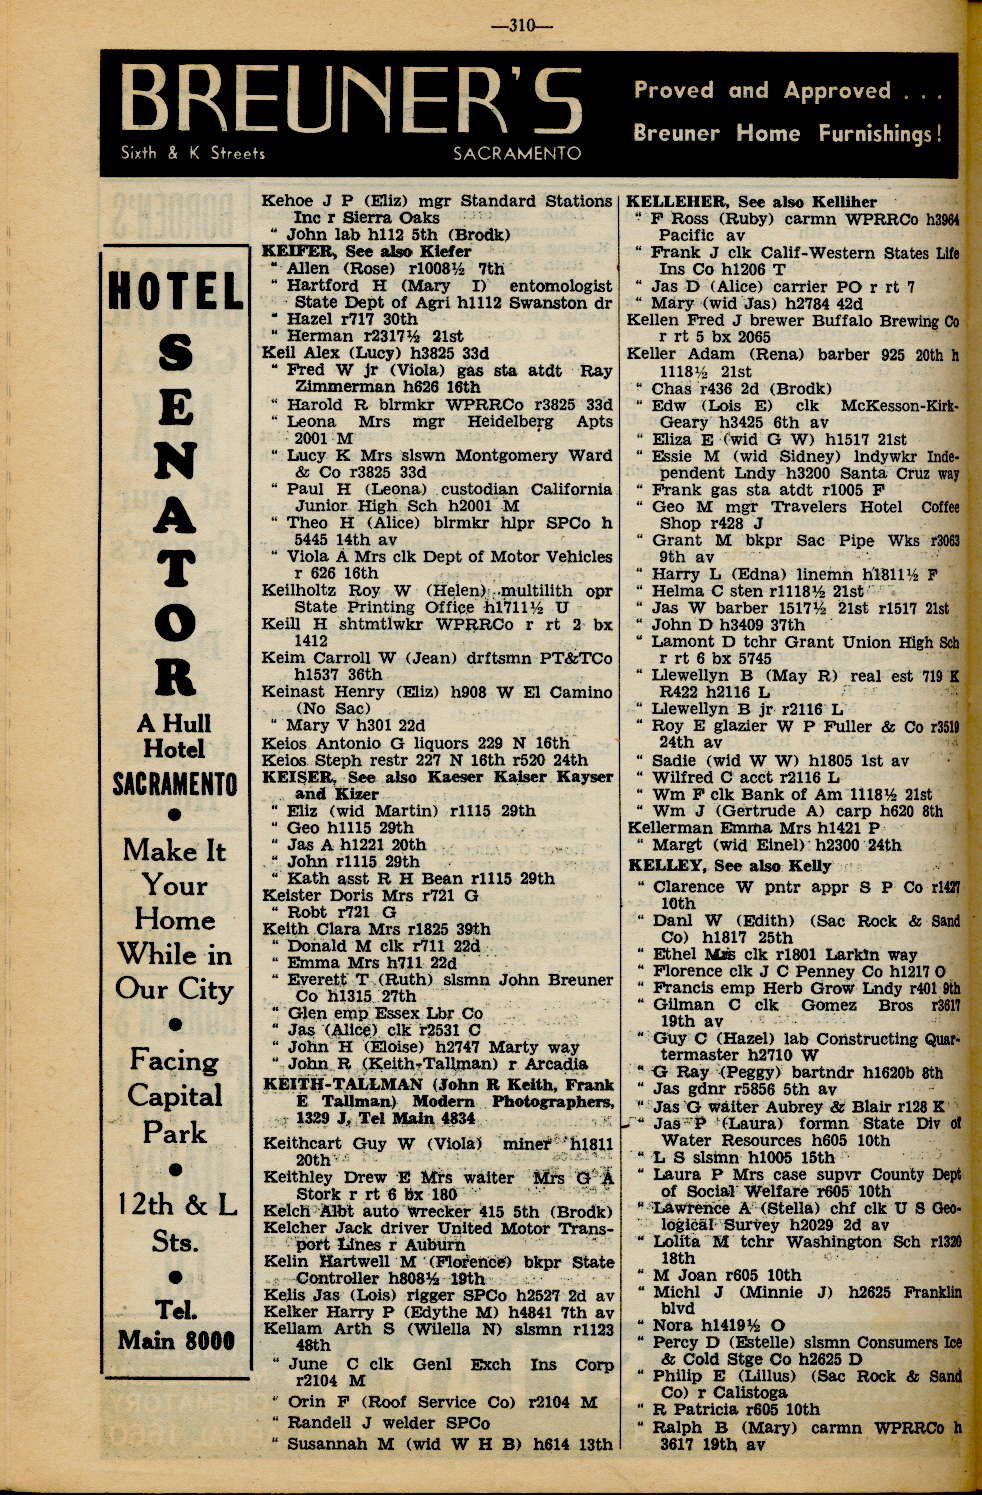 —310—
BREUNER'S
Sixth & K Streets
SACRAMENTO
Proved and Approved . . .
Breuner Home Furnishings!
HOTEL
S
E
N
A
T
O
R
A Hull
Hotel
SACRAMENTO
•
Make It
Your
Home
While in
Our City
•
Facing
Capital
Park
•
12th & L
Sts.
•
Tel.
Main 8000
Kehoe J P (Eliz) mgr Standard Stations
Inc r Sierra Oaks
" John lab h112 5th (Brodk)
KEIFER, See also Kiefer
" Allen (Rose) r1008½ 7th
" Hartford H (Mary I) entomologist
State Dept of Agri h1112 Swanston dr
" Hazel r717 30th
" Herman r2317½ 21st
Keil Alex (Lucy) h3825 33d
" Fred W jr (Viola) gas sta atdt Ray
Zimmerman h626 16th
" Harold R blrmkr WPRRCo r3825 33d
" Leona Mrs mgr Heidelberg Apts
2001 M
" Lucy K Mrs slswn Montgomery Ward
& Co r3825 33d
" Paul H (Leona) custodian California
Junior High Sch h2001 M
" Theo H (Alice) blrmkr hlpr SPCo h
5445 14th av
" Viola A Mrs clk Dept of Motor Vehicles
r 626 16th
Keilholtz Roy W (Helen) multilith opr
State Printing Office h1711½ U
Keill H shtmtlwkr WPRRCo r rt 2 bx
1412
Keim Carroll W (Jean) drftsmn PT&TCo
h1537 36th
Keinast Henry (Eliz) h908 W El Camino
(No Sac)
" Mary V h301 22d
Keios Antonio G liquors 229 N 16th
Keios Steph restr 227 N 16th r520 24th
KEISER, See also Kaeser Kaiser Kayser
and Kizer
" Eliz (wid Martin) r1115 29th
" Geo h1115 29th
" Jas A h1221 20th
" John r1115 29th
" Kath asst R H Bean r1115 29th
Keister Doris Mrs r721 G
" Robt r721 G
Keith Clara Mrs r1825 39th
" Donald M clk r711 22d
" Emma Mrs h711 22d
" Everett T (Ruth) slsmn John Breuner
Co h1315 27th
" Glen emp Essex Lbr Co
" Jas (Alice) clk r2531 C
" John H (Eloise) h2747 Marty way
" John R (Keith-Tallman) r Arcadia
KEITH-TALLMAN (John R Keith, Frank
E Tallman) Modern Photographers,
1329 J, Tel Main 4834
Keithcart Guy W (Viola) miner h1811
20th
Keithley Drew E Mrs waiter Mrs G A
Stork r rt 6 bx 180
Kelch Albt auto wrecker 415 5th (Brodk)
Kelcher Jack driver United Motor Trans-
port Lines r Auburn
Kelin Hartwell M (Florence) bkpr State
Controller h808½ 19th
Kelis Jas (Lois) rigger SPCo h2527 2d av
Kelker Harry P (Edythe M) h4841 7th av
Kellam Arth S (Wilella N) slsmn r1123
48th
" June C clk Genl Exch Ins Corp
r2104 M
" Orin F (Roof Service Co) r2104 M
" Randell J welder SPCo
" Susannah M (wid W H B) h614 13th
KELLEHER, See also Kelliher
" F Ross (Ruby) carmn WPRRCo h3964
Pacific av
" Frank J clk Calif-Western States Life
Ins Co h1206 T
" Jas D (Alice) carrier PO r rt 7
" Mary (wid Jas) h2784 42d
Kellen Fred J brewer Buffalo Brewing Co
r rt 5 bx 2065
Keller Adam (Rena) barber 925 20th h
1118½ 21st
" Chas r436 2d (Brodk)
" Edw (Lois E) clk McKesson-Kirk-
Geary h3425 6th av
" Eliza E (wid G W) h1517 21st
" Essie M (wid Sidney) lndywkr Inde-
pendent Lndy h3200 Santa Cruz way
" Frank gas sta atdt r1005 F
" Geo M mgr Travelers Hotel Coffee
Shop r428 J
" Grant M bkpr Sac Pipe Wks r3063
9th av
" Harry L (Edna) linemn h1811½ F
" Helma C sten r1118½ 21st
" Jas W barber 1517½ 21st r1517 21st
" John D h3409 37th
" Lamont D tchr Grant Union High Sch
r rt 6 bx 5745
" Llewellyn B (May R) real est 719 K
R422 h2116 L
" Llewellyn B jr r2116 L
" Roy E glazier W P Fuller & Co r3519
24th av
" Sadie (wid W W) h1805 1st av
" Wilfred C acct r2116 L
" Wm F clk Bank of Am 1118½ 21st
" Wm J (Gertrude A) carp h620 8th
Kellerman Emma Mrs h1421 P
" Margt (wid Einel) h2300 24th
KELLEY, See also Kelly
" Clarence W pntr appr S P Co r1427
10th
" Danl W (Edith) (Sac Rock & Sand
Co) h1817 25th
" Ethel Mrs clk r1801 Larkin way
" Florence clk J C Penney Co h1217 O
" Francis emp Herb Grow Lndy r401 9th
" Gilman C clk Gomez Bros r3617
19th av
" Guy C (Hazel) lab Constructing Quar-
termaster h2710 W
" G Ray (Peggy) bartndr h1620b 8th
" Jas gdnr r5856 5th av
" Jas G waiter Aubrey & Blair r128 K
" Jas P (Laura) formn State Div of
Water Resources h605 10th
" L S slsmn h1005 15th
" Laura P Mrs case supvr County Dept
of Social Welfare r605 10th
" Lawrence A (Stella) chf clk U S Geo-
logical Survey h2029 2d av
" Lolita M tchr Washington Sch r1320
18th
" M Joan r605 10th
" Michl J (Minnie J) h2625 Franklin
blvd
" Nora h1419½ O
" Percy D (Estelle) slsmn Consumers Ice
& Cold Stge Co h2625 D
" Philip E (Lillus) (Sac Rock & Sand
Co) r Calistoga
" R Patricia r605 10th
" Ralph B (Mary) carmn WPRRCo h
3617 19th av